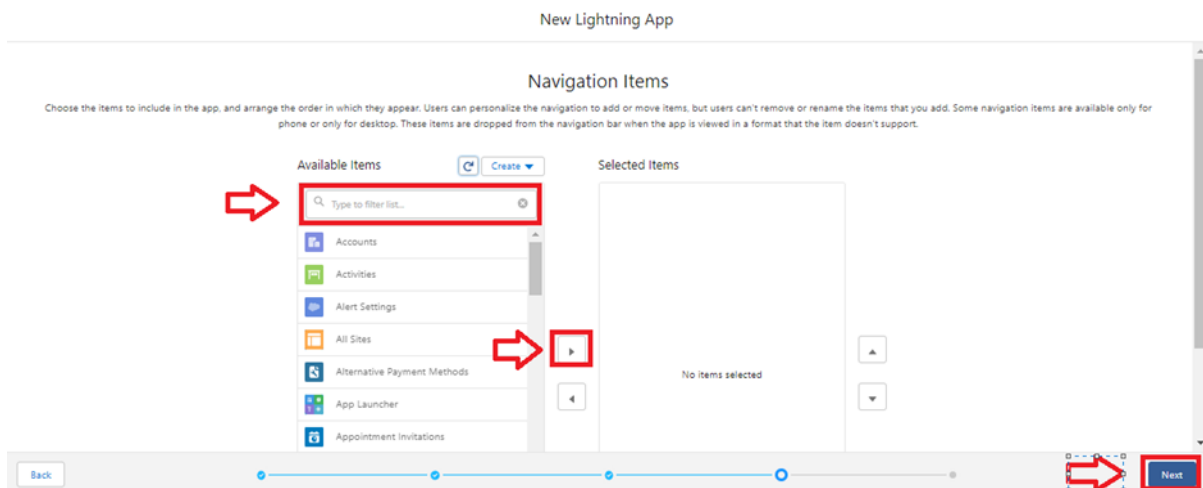 New Lightning App
Navigation Items
Choose the items to include in the app, and arrange the order in which they appear. Users can personalize the navigation to add or move items, but users can't remove or rename the items that you add. Some navigation items are available only for
phone or only for desktop. These items are dropped from the navigation bar when the app is viewed in a format that the item doesn't support.
Available Items
Create
Selected Items
Type to filter list...
Accounts
Activities
Alert Settings
All Sites
Alternative Payment Methods
App Launcher
Appointment Invitations
No items selected
Back
Next